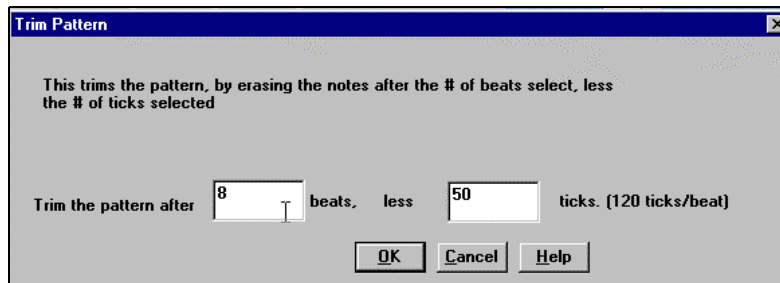 Trim Pattern
This trims the pattern, by erasing the notes after the # of beats select, less
the # of ticks selected
Trim the pattern after 8 beats, less 50 ticks. (120 ticks/beat)
OK Cancel Help